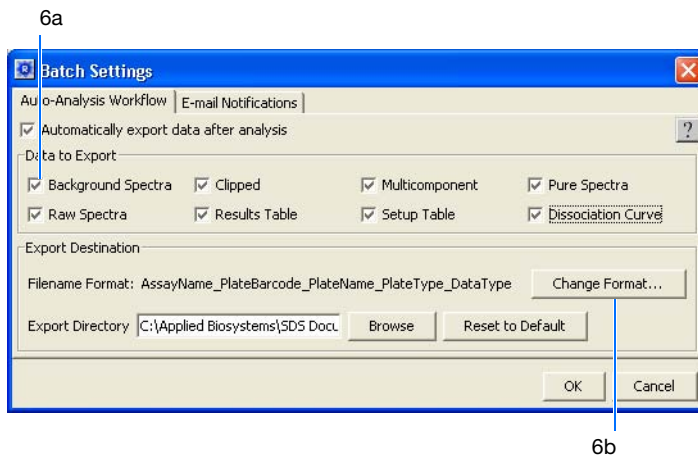 6a
Batch Settings
Auto-Analysis Workflow E-mail Notifications
Automatically export data after analysis ?
Data to Export
Background Spectra Clipped Multicomponent Pure Spectra
Raw Spectra Results Table Setup Table Dissociation Curve
Export Destination
Filename Format: AssayName_PlateBarcode_PlateName_PlateType_DataType Change Format...
Export Directory C:\Applied Biosystems\SDS Docu Browse Reset to Default
OK Cancel
6b